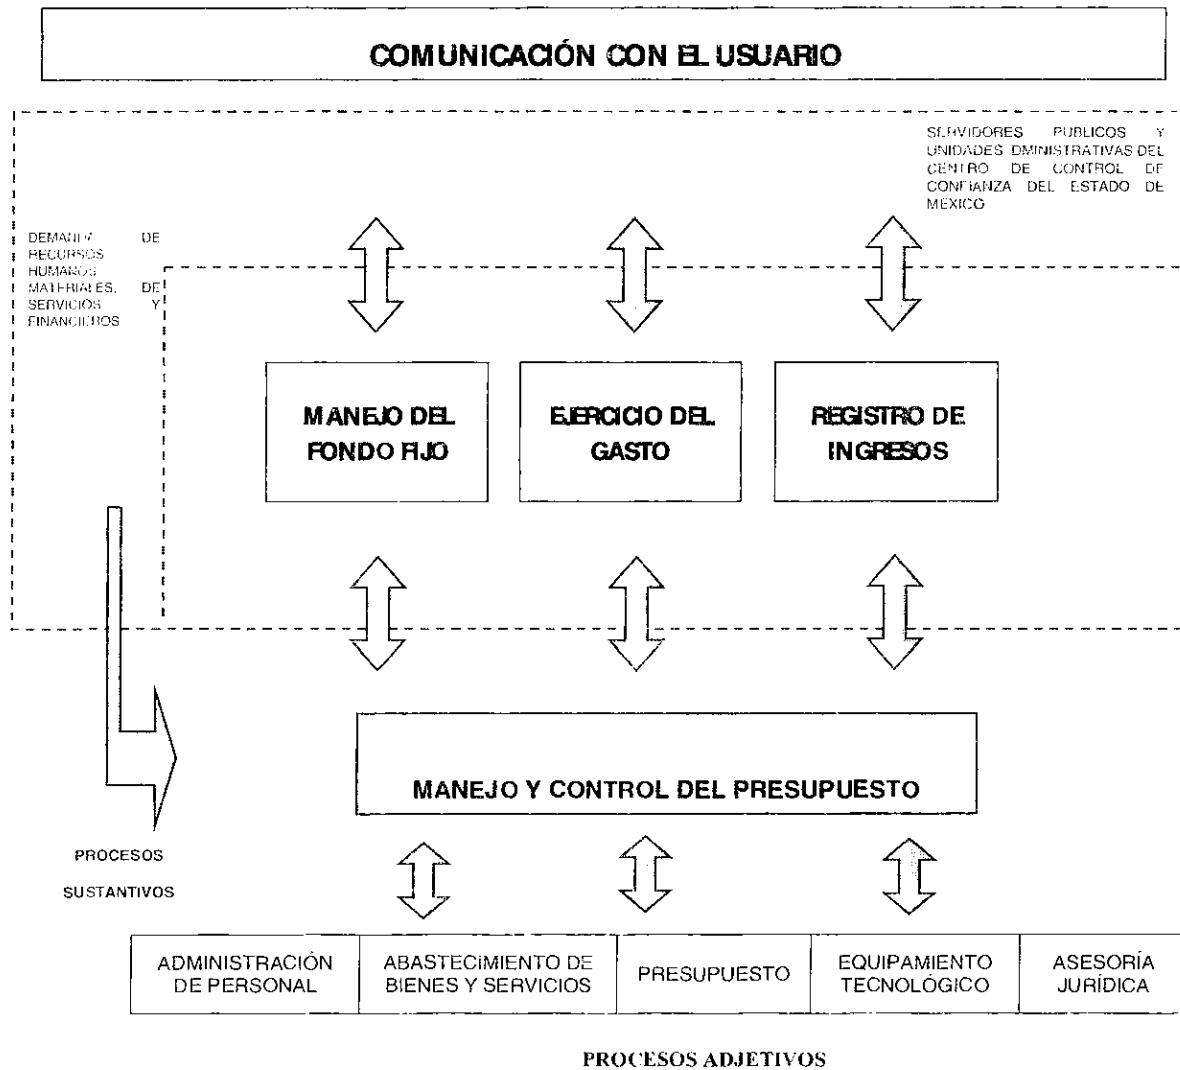 COMUNICACIÓN CON EL USUARIO
SERVIDORES PUBLICOS Y
UNIDADES DMINISTRATIVAS DEL
CENTRO DE CONTROL DE
CONFIANZA DEL ESTADO DE
MEXICO
DEMANDA DE
RECURSOS
HUMANOS
MATERIALES, DE
SERVICIOS Y
FINANCIEROS
MANEJO DEL
FONDO FIJO
EJERCICIO DEL
GASTO
REGISTRO DE
INGRESOS
MANEJO Y CONTROL DEL PRESUPUESTO
PROCESOS
SUSTANTIVOS
ADMINISTRACIÓN
DE PERSONAL
ABASTECIMIENTO DE
BIENES Y SERVICIOS
PRESUPUESTO
EQUIPAMIENTO
TECNOLÓGICO
ASESORÍA
JURÍDICA
PROCESOS ADJETIVOS